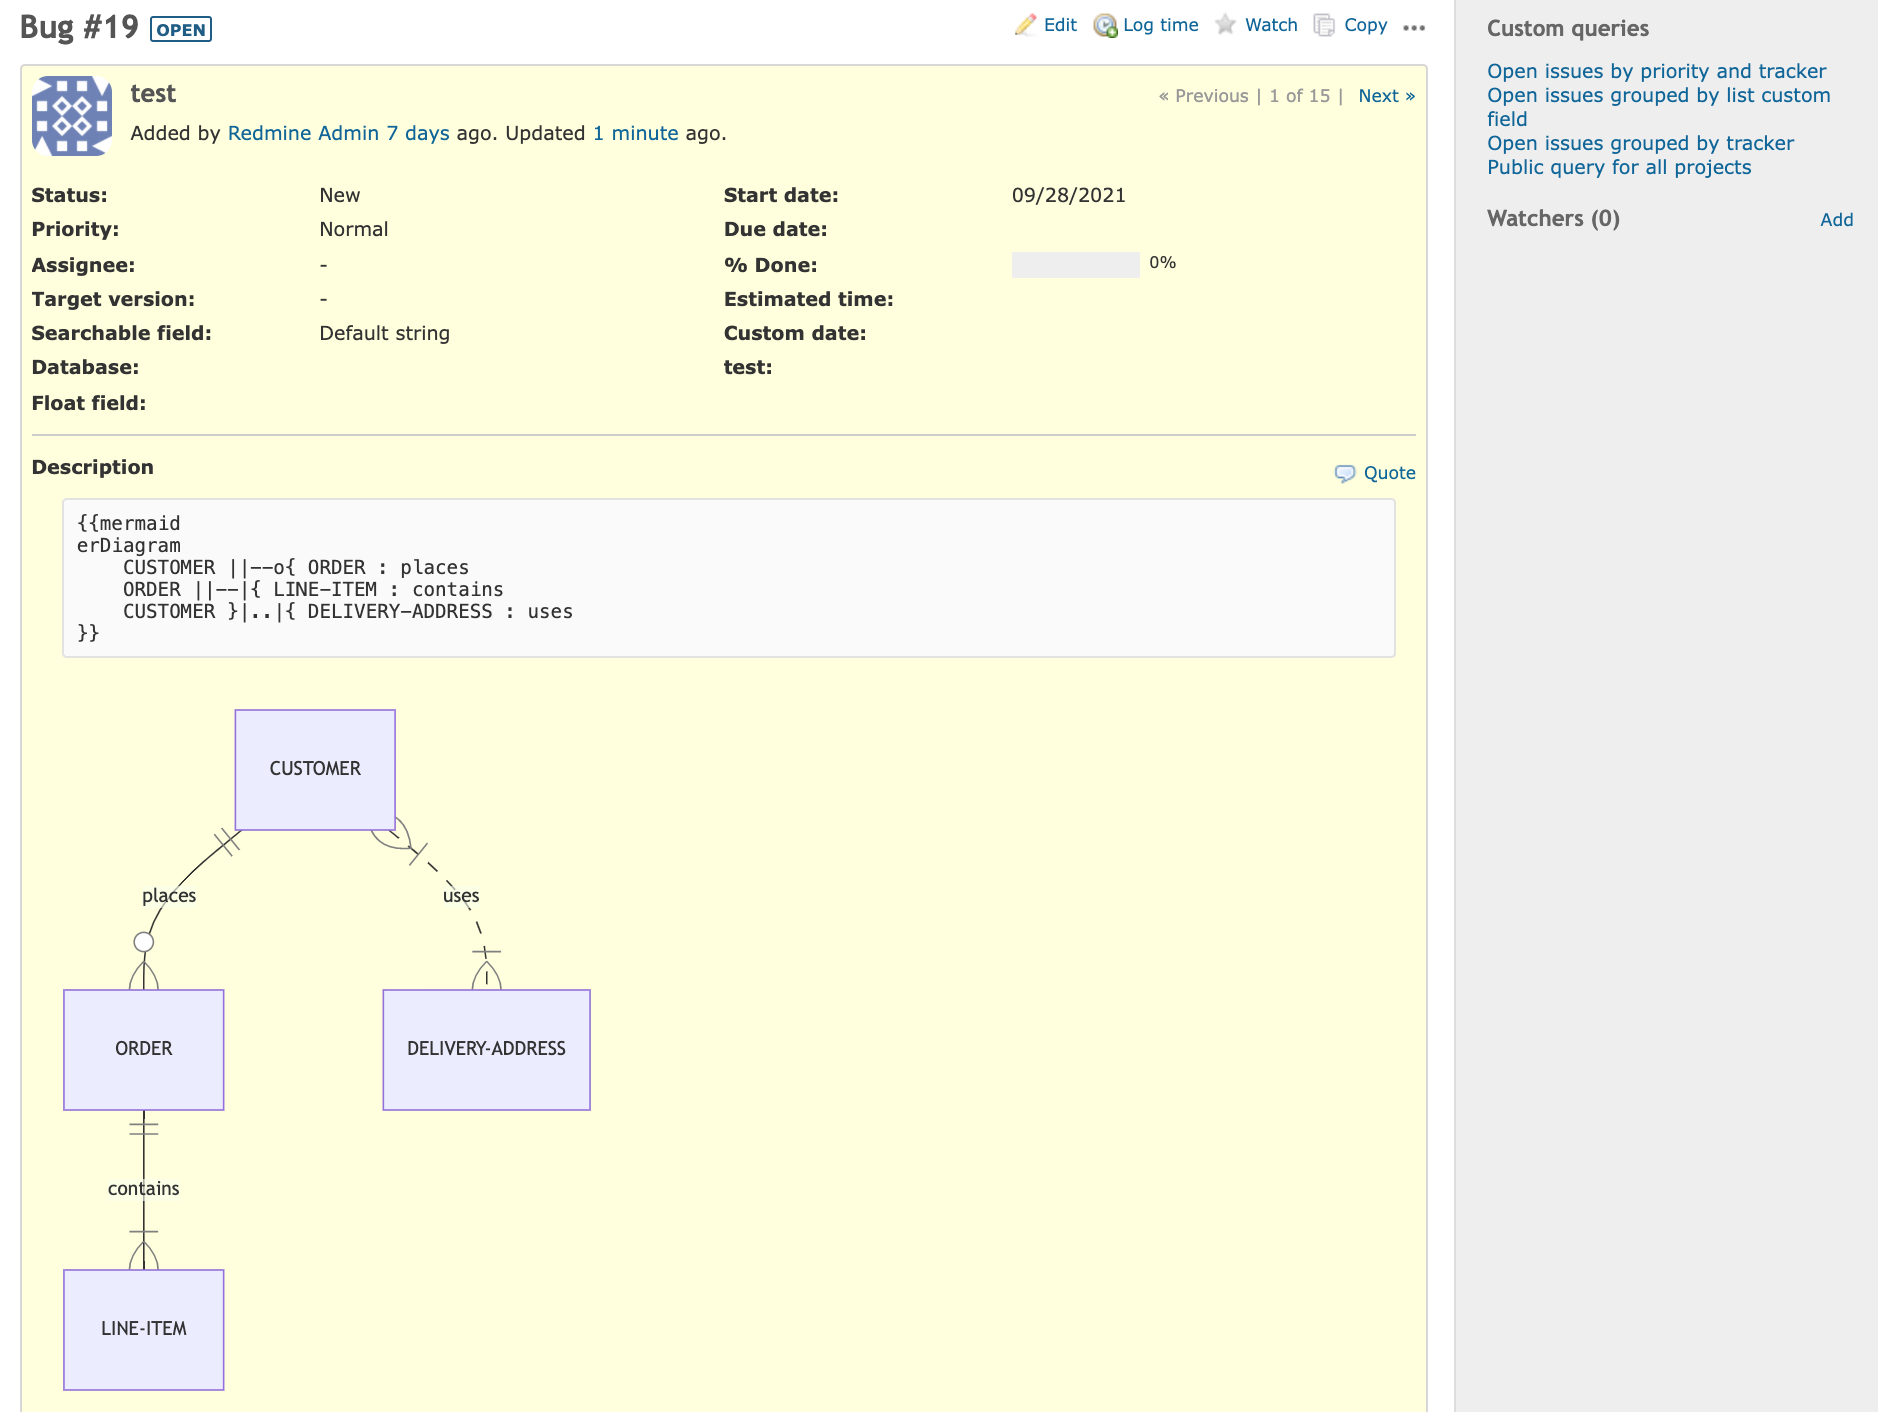 Bug #19 OPEN
Edit Log time Watch Copy ...
test
« Previous | 1 of 15 | Next »
Added by Redmine Admin 7 days ago. Updated 1 minute ago.
Status: New Start date: 09/28/2021
Priority: Normal Due date:
Assignee: - % Done: 0%
Target version: - Estimated time:
Searchable field: Default string Custom date:
Database: test:
Float field:
Description
Quote
{{mermaid
erDiagram
    CUSTOMER ||--o{ ORDER : places
    ORDER ||--|{ LINE-ITEM : contains
    CUSTOMER }|..|{ DELIVERY-ADDRESS : uses
}}
CUSTOMER
places uses
ORDER DELIVERY-ADDRESS
contains
LINE-ITEM
Custom queries
Open issues by priority and tracker
Open issues grouped by list custom
field
Open issues grouped by tracker
Public query for all projects
Watchers (0) Add